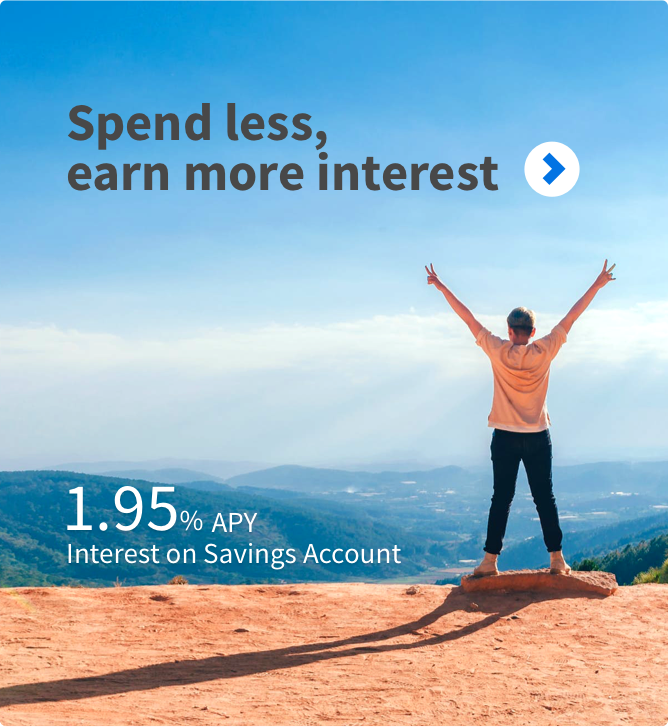 Spend less,
earn more interest
1.95% APY
Interest on Savings Account